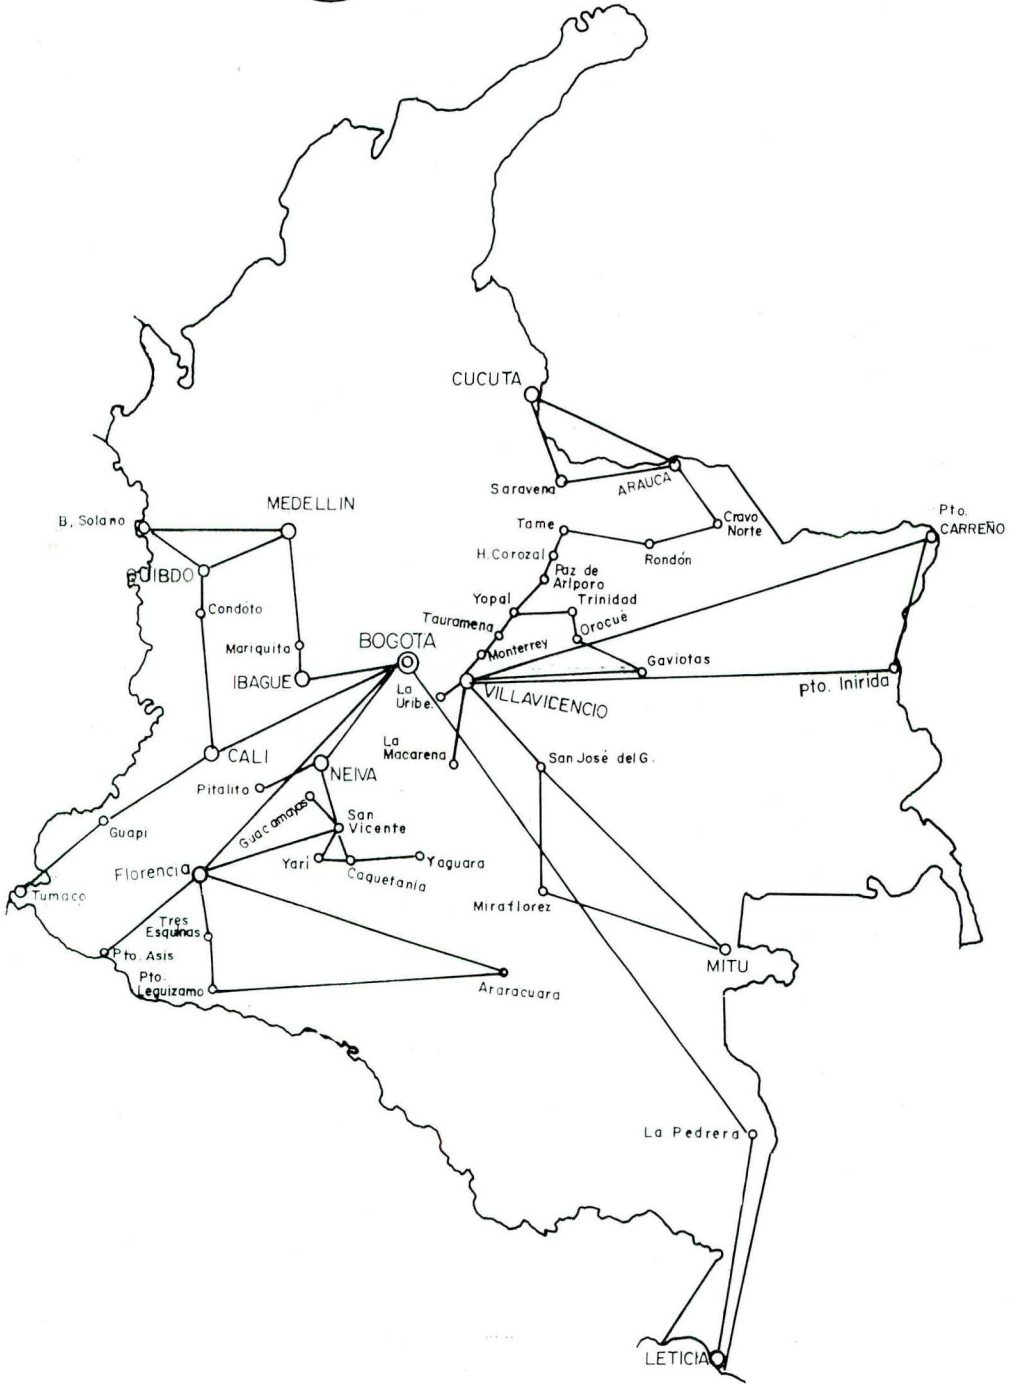 CUCUTA
Saravena
ARAUCA
MEDELLIN
B, Solano
Pto.
CARREÑO
Tame
Cravo
Norte
H. Corozal
Rondón
QUIBDO
Paz de
Ariporo
Condóto
Yopal
Trinidad
Tauramena
Orocué
BOGOTA
Mariquita
Monterrey
Gaviotas
IBAGUE
La
Uribe.
VILLAVICENCIO
pto. Inirida
CALI
La
Macarena
San José del G.
NEIVA
Pitalito
Guacamayas
San
Vicente
Guapi
Florencia
Yarí
Caquetania
Yaguara
Tumaco
Miraflorez
Tres
Esquinas
Pto. Asis
MITU
Pto.
Leguizamo
Araracuara
La Pedrera
LETICIA